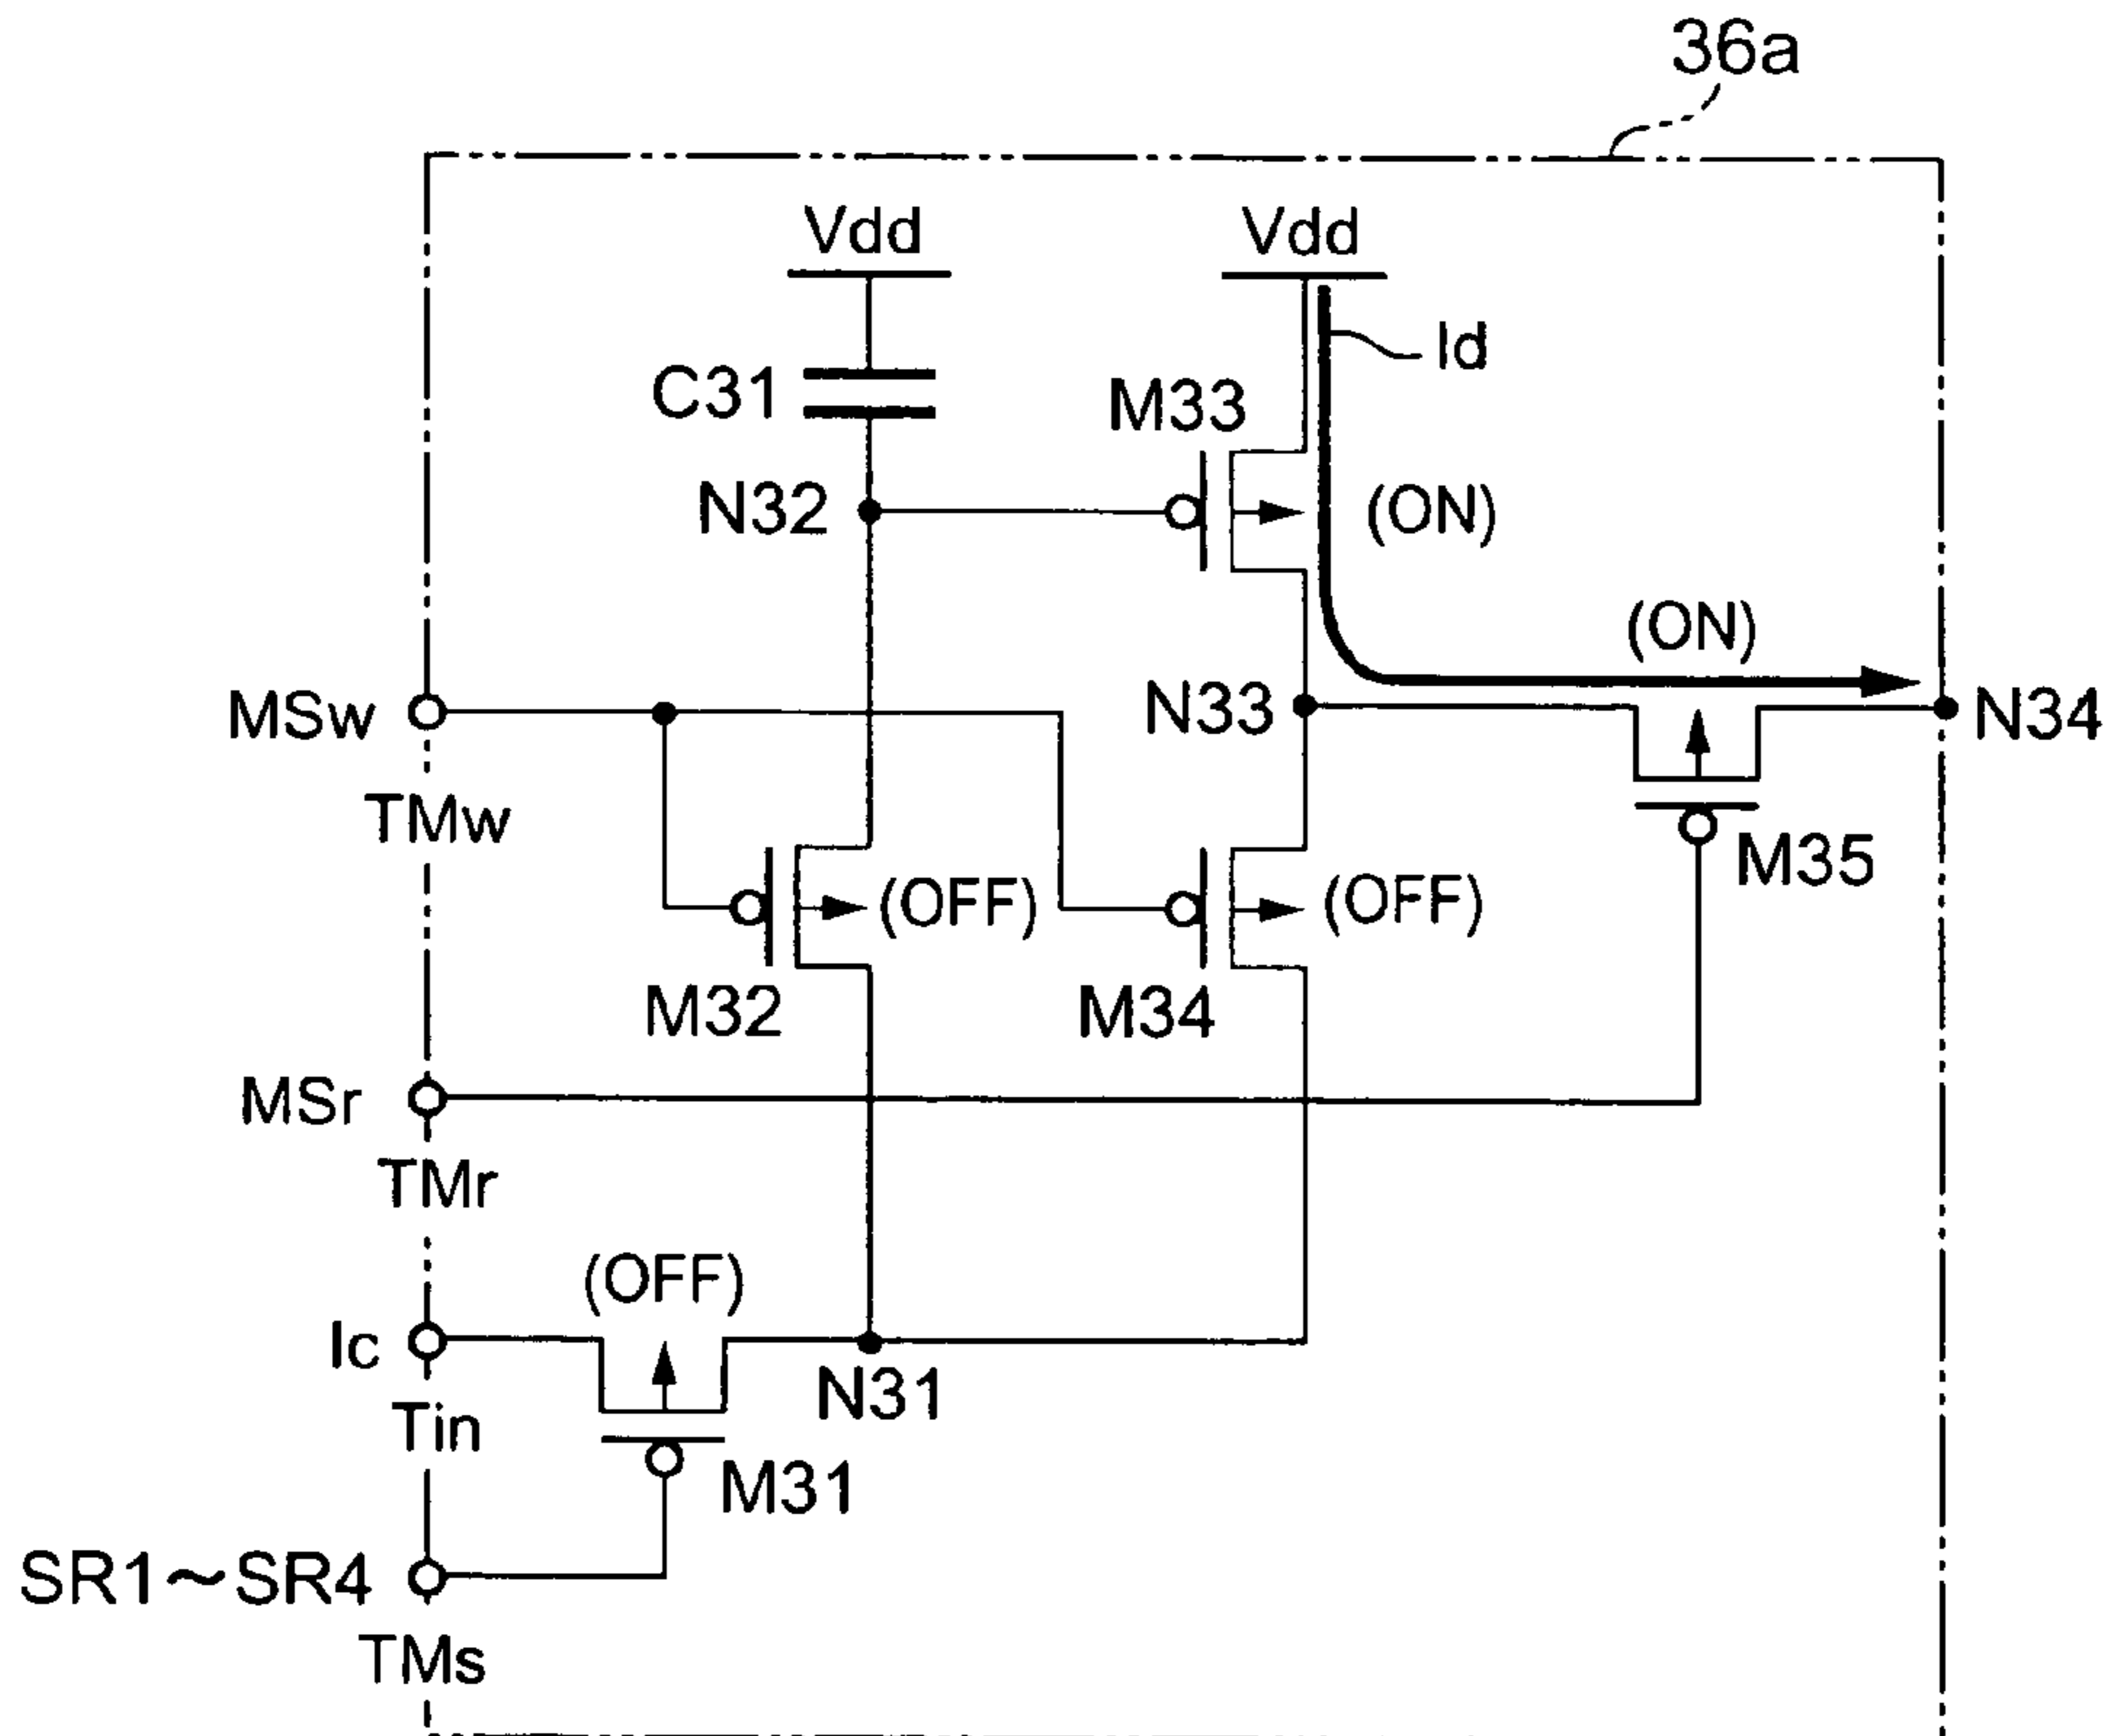 36a
Vdd
Vdd
Id
C31
M33
N32
(ON)
(ON)
MSw
N33
N34
TMw
M35
(OFF)
(OFF)
M32
M34
MSr
TMr
(OFF)
Ic
N31
Tin
M31
SR1~SR4
TMs